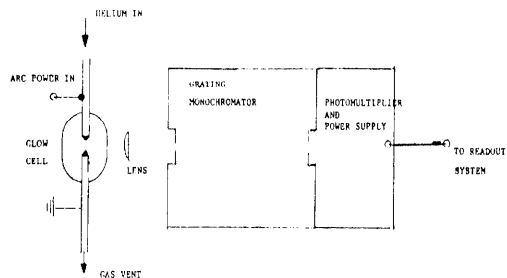 HELIUM IN
ARC POWER IN
GLOW
CELL
LENS
GRATING
MONOCHROMATOR
PHOTOMULTIPLIER
AND
POWER SUPPLY
TO READOUT
SYSTEM
GAS VENT